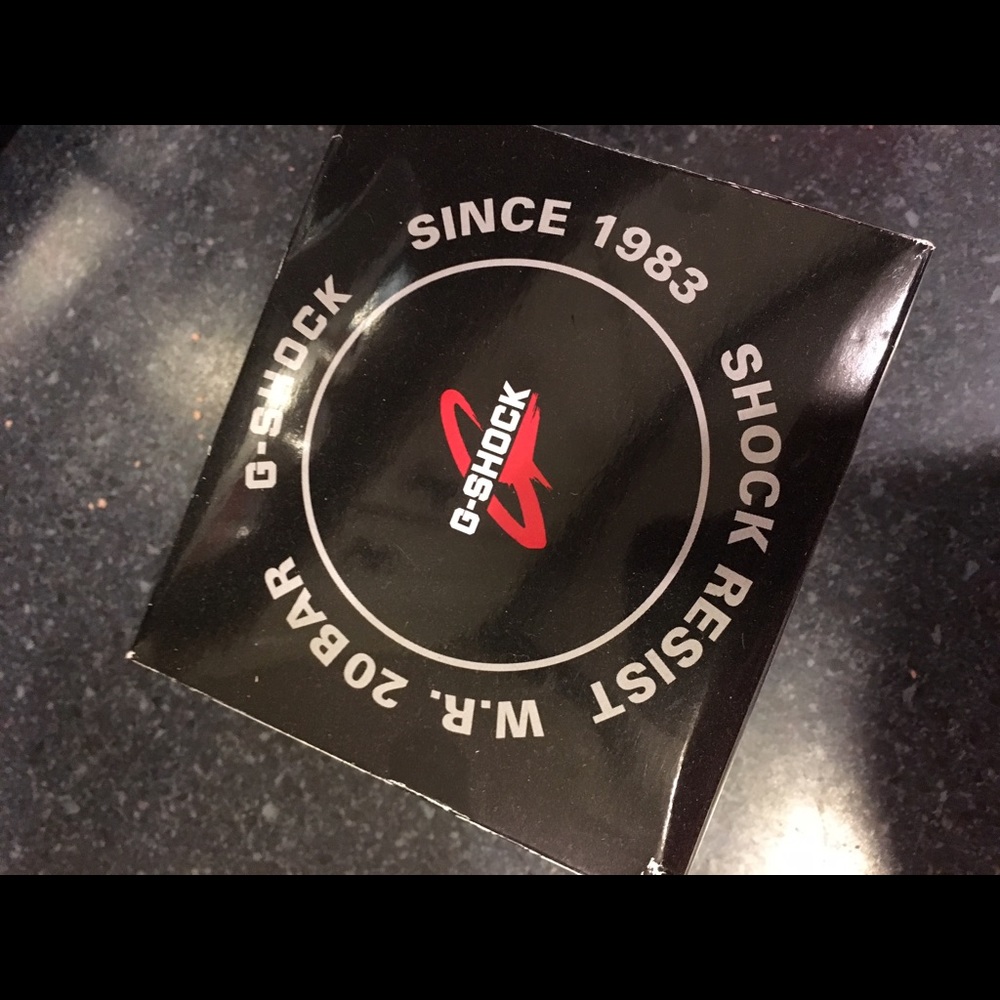 G-SHOCK
SINCE 1983
SHOCK RESIST
W.R. 20BAR
G-SHOCK